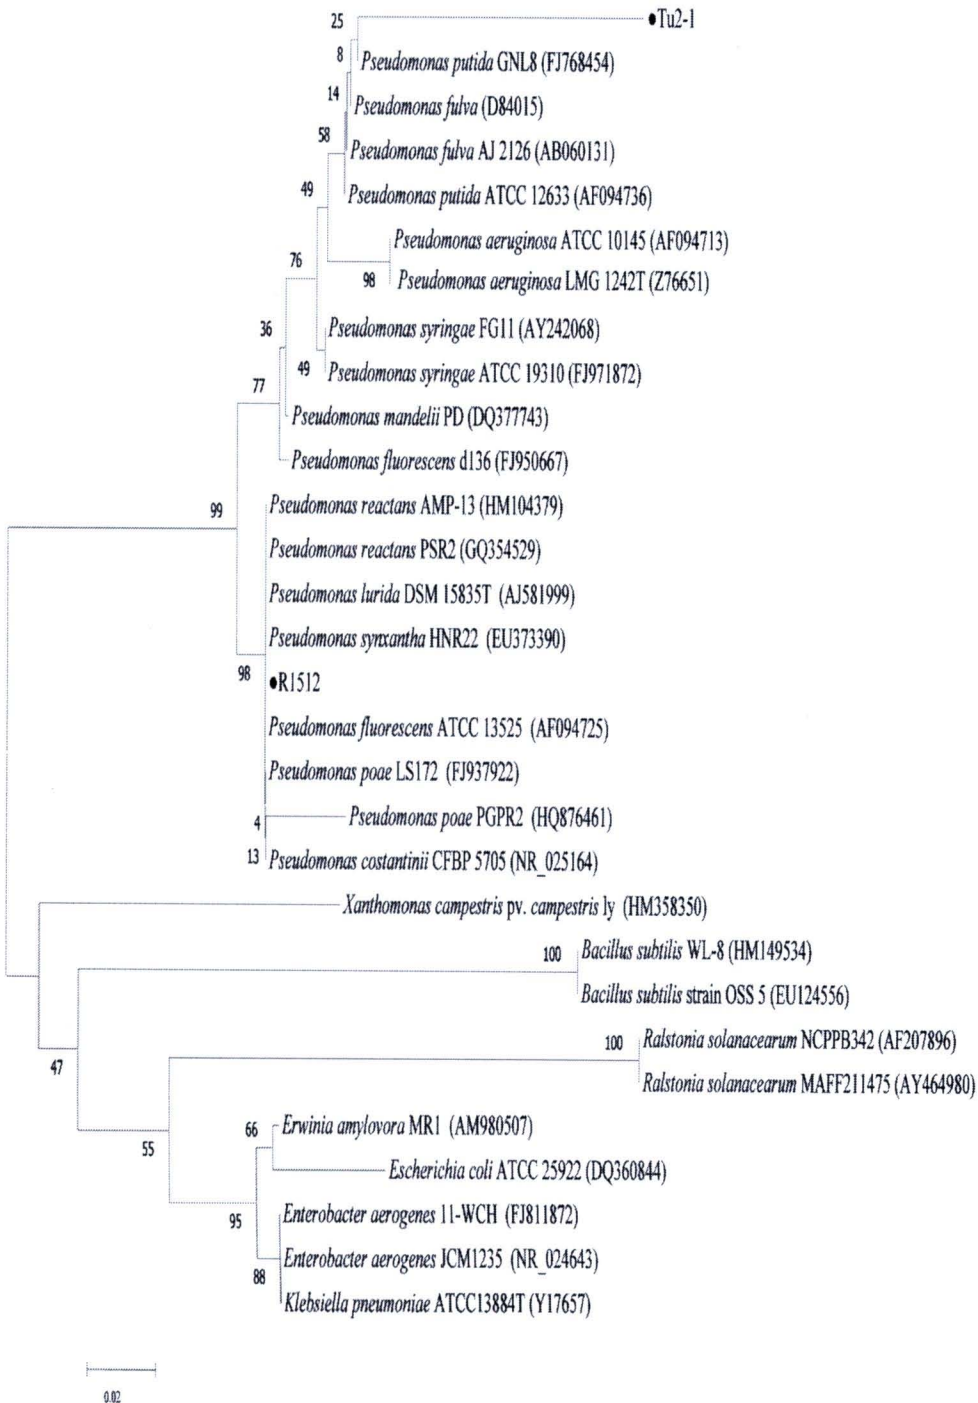 25
●Tu2-1
8
Pseudomonas putida GNL8 (FJ768454)
14
Pseudomonas fulva (D84015)
58
Pseudomonas fulva AJ 2126 (AB060131)
49
Pseudomonas putida ATCC 12633 (AF094736)
Pseudomonas aeruginosa ATCC 10145 (AF094713)
76
98
Pseudomonas aeruginosa LMG 1242T (Z76651)
36
Pseudomonas syringae FG11 (AY242068)
49
Pseudomonas syringae ATCC 19310 (FJ971872)
77
Pseudomonas mandelii PD (DQ377743)
Pseudomonas fluorescens d136 (FJ950667)
99
Pseudomonas reactans AMP-13 (HM104379)
Pseudomonas reactans PSR2 (GQ354529)
Pseudomonas lurida DSM 15835T (AJ581999)
Pseudomonas synxantha HNR22 (EU373390)
98
●R1512
Pseudomonas fluorescens ATCC 13525 (AF094725)
Pseudomonas poae LS172 (FJ937922)
4
Pseudomonas poae PGPR2 (HQ876461)
13
Pseudomonas costantinii CFBP 5705 (NR_025164)
Xanthomonas campestris pv. campestris ly (HM358350)
100
Bacillus subtilis WL-8 (HM149534)
Bacillus subtilis strain OSS 5 (EU124556)
100
Ralstonia solanacearum NCPPB342 (AF207896)
47
Ralstonia solanacearum MAFF211475 (AY464980)
66
Erwinia amylovora MR1 (AM980507)
55
Escherichia coli ATCC 25922 (DQ360844)
95
Enterobacter aerogenes 11-WCH (FJ811872)
Enterobacter aerogenes JCM1235 (NR_024643)
88
Klebsiella pneumoniae ATCC13884T (Y17657)
0.02